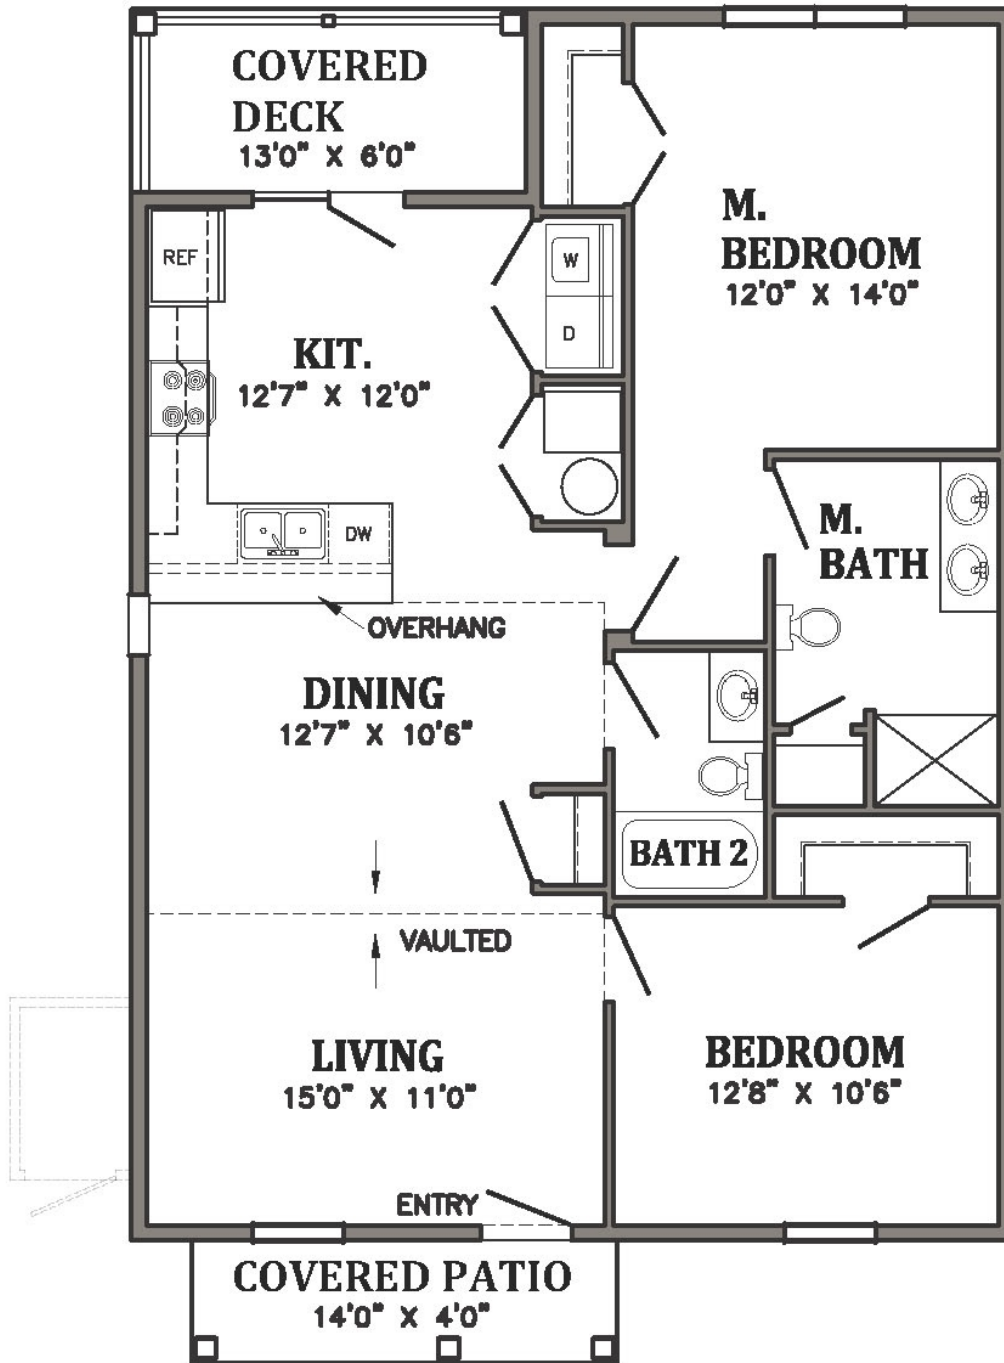 COVERED
DECK
13'0" X 6'0"
M.
BEDROOM
12'0" X 14'0"
REF
W
D
KIT.
12'7" X 12'0"
DW
M.
BATH
OVERHANG
DINING
12'7" X 10'6"
BATH 2
VAULTED
LIVING
15'0" X 11'0"
BEDROOM
12'8" X 10'6"
ENTRY
COVERED PATIO
14'0" X 4'0"